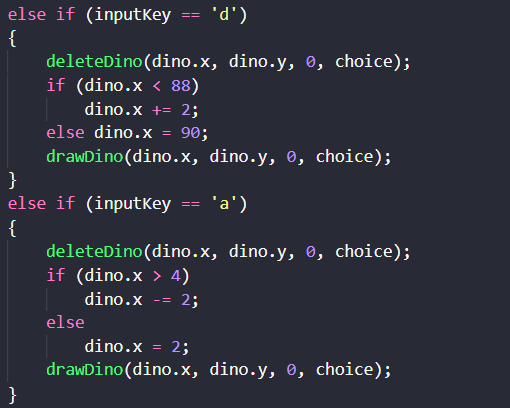 else if (inputKey == 'd')
{
    deleteDino(dino.x, dino.y, 0, choice);
    if (dino.x < 88)
        dino.x += 2;
    else dino.x = 90;
    drawDino(dino.x, dino.y, 0, choice);
}
else if (inputKey == 'a')
{
    deleteDino(dino.x, dino.y, 0, choice);
    if (dino.x > 4)
        dino.x -= 2;
    else
        dino.x = 2;
    drawDino(dino.x, dino.y, 0, choice);
}